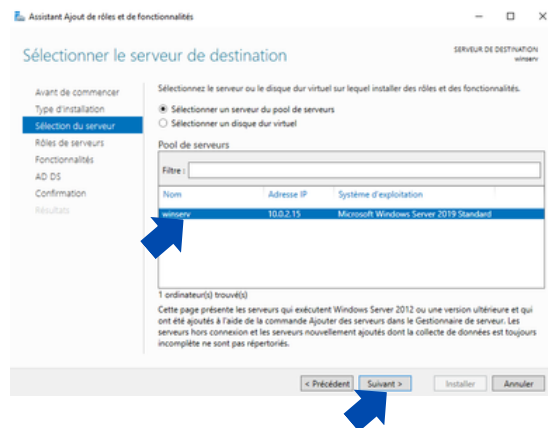 Assistant Ajout de rôles et de fonctionnalités
Sélectionner le serveur de destination
SERVEUR DE DESTINATION
winserv
Avant de commencer
Type d'installation
Sélection du serveur
Rôles de serveurs
Fonctionnalités
AD DS
Confirmation
Résultats
Sélectionnez le serveur ou le disque dur virtuel sur lequel installer des rôles et des fonctionnalités.
Sélectionner un serveur du pool de serveurs
Sélectionner un disque dur virtuel
Pool de serveurs
Filtre :
Nom Adresse IP Système d'exploitation
winserv 10.0.2.15 Microsoft Windows Server 2019 Standard
1 ordinateur(s) trouvé(s)
Cette page présente les serveurs qui exécutent Windows Server 2012 ou une version ultérieure et qui
ont été ajoutés à l'aide de la commande Ajouter des serveurs dans le Gestionnaire de serveur. Les
serveurs hors connexion et les serveurs nouvellement ajoutés dont la collecte de données est toujours
incomplète ne sont pas répertoriés.
< Précédent Suivant > Installer Annuler